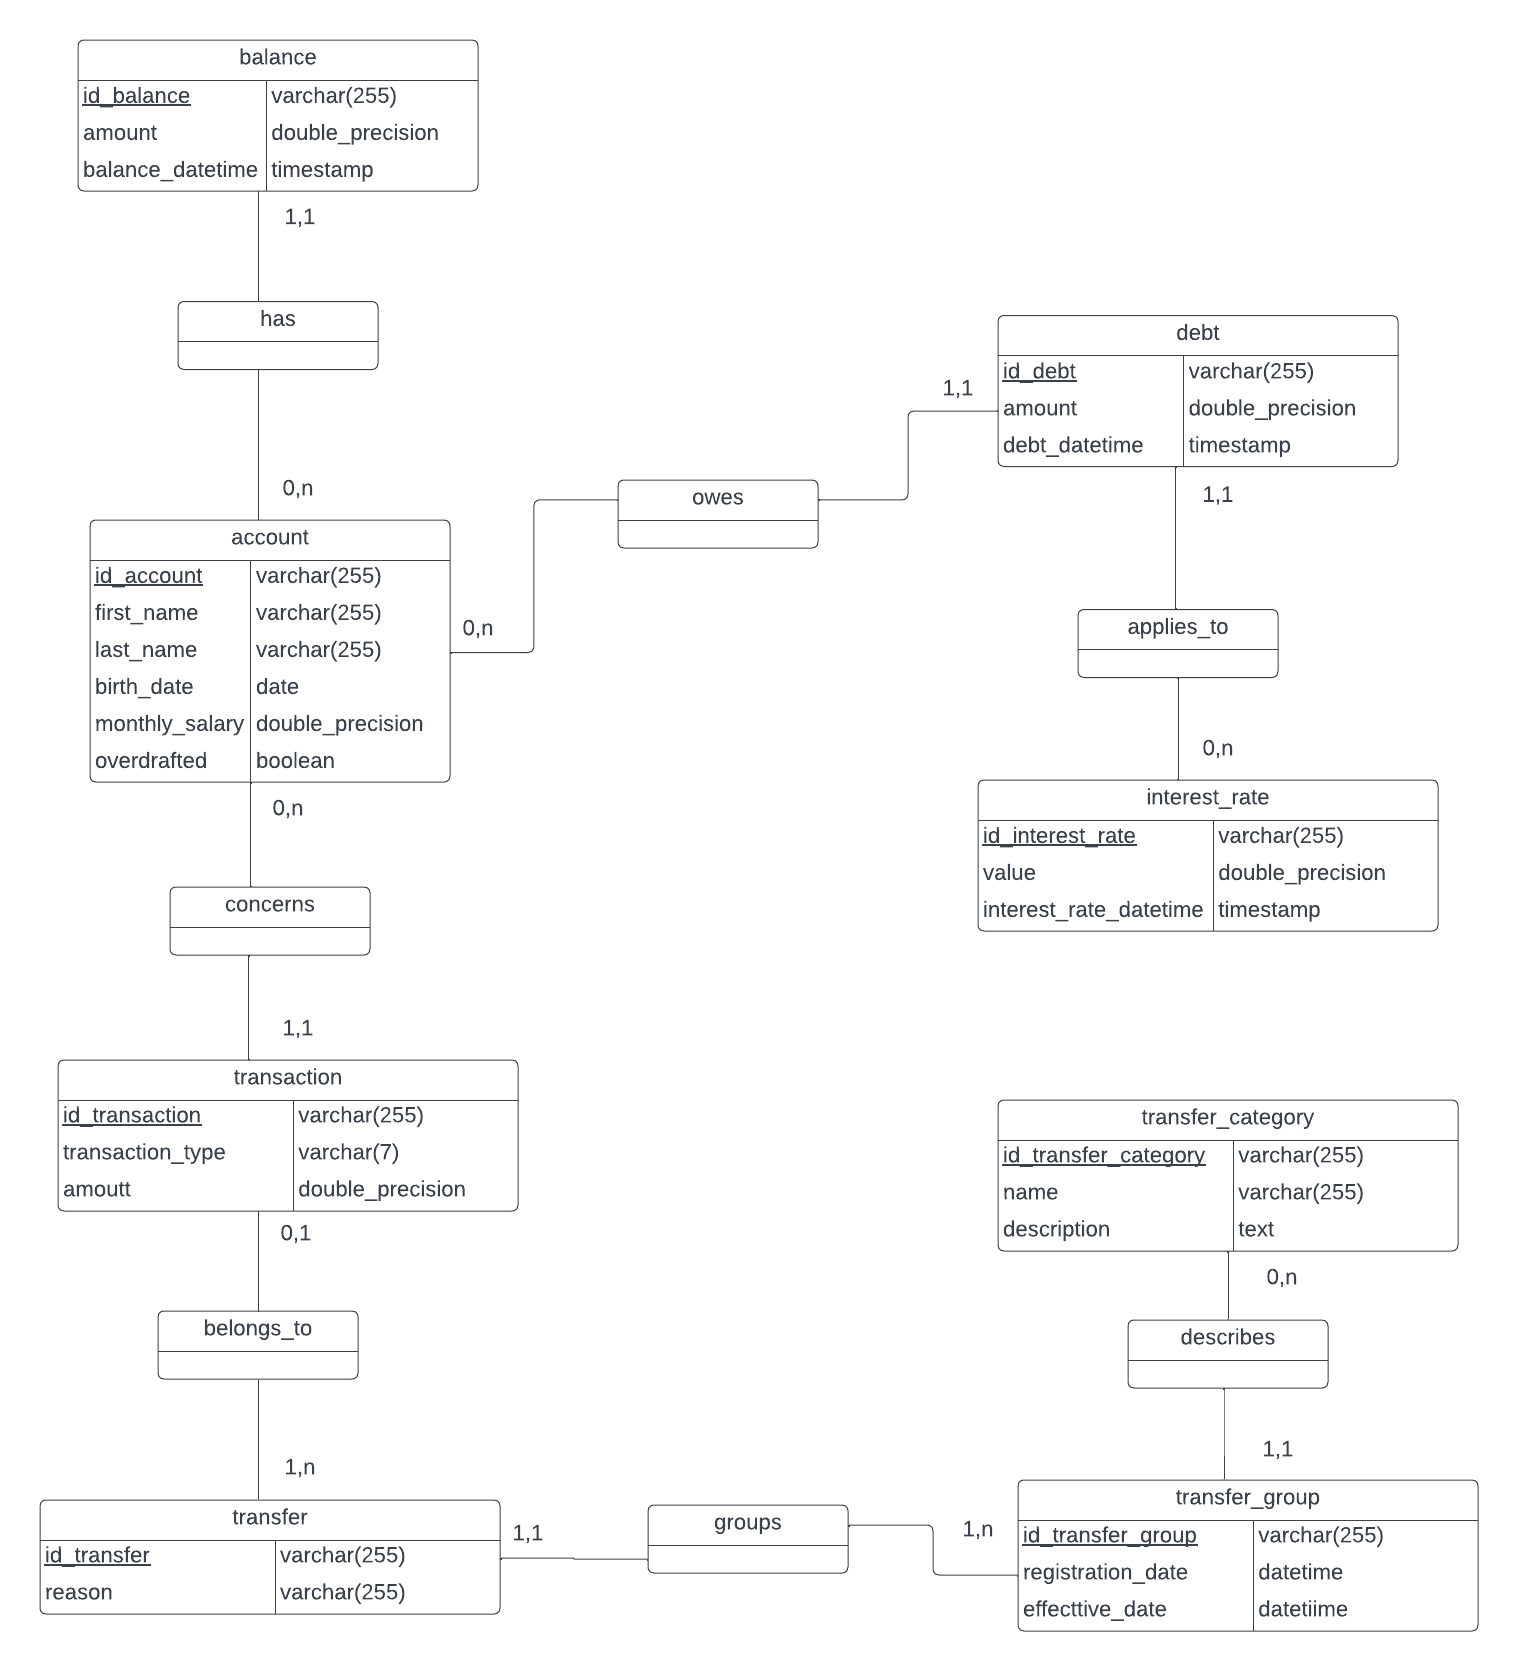 balance
id_balance varchar(255)
amount double_precision
balance_datetime timestamp
1,1
has
0,n
account
id_account varchar(255)
first_name varchar(255)
last_name varchar(255)
birth_date date
monthly_salary double_precision
overdrafted boolean
0,n
owes
1,1
debt
id_debt varchar(255)
amount double_precision
debt_datetime timestamp
1,1
applies_to
0,n
interest_rate
id_interest_rate varchar(255)
value double_precision
interest_rate_datetime timestamp
0,n
concerns
1,1
transaction
id_transaction varchar(255)
transaction_type varchar(7)
amoutt double_precision
0,1
belongs_to
1,n
transfer
id_transfer varchar(255)
reason varchar(255)
1,1
groups
1,n
transfer_category
id_transfer_category varchar(255)
name varchar(255)
description text
0,n
describes
1,1
transfer_group
id_transfer_group varchar(255)
registration_date datetime
effecttive_date datetiime